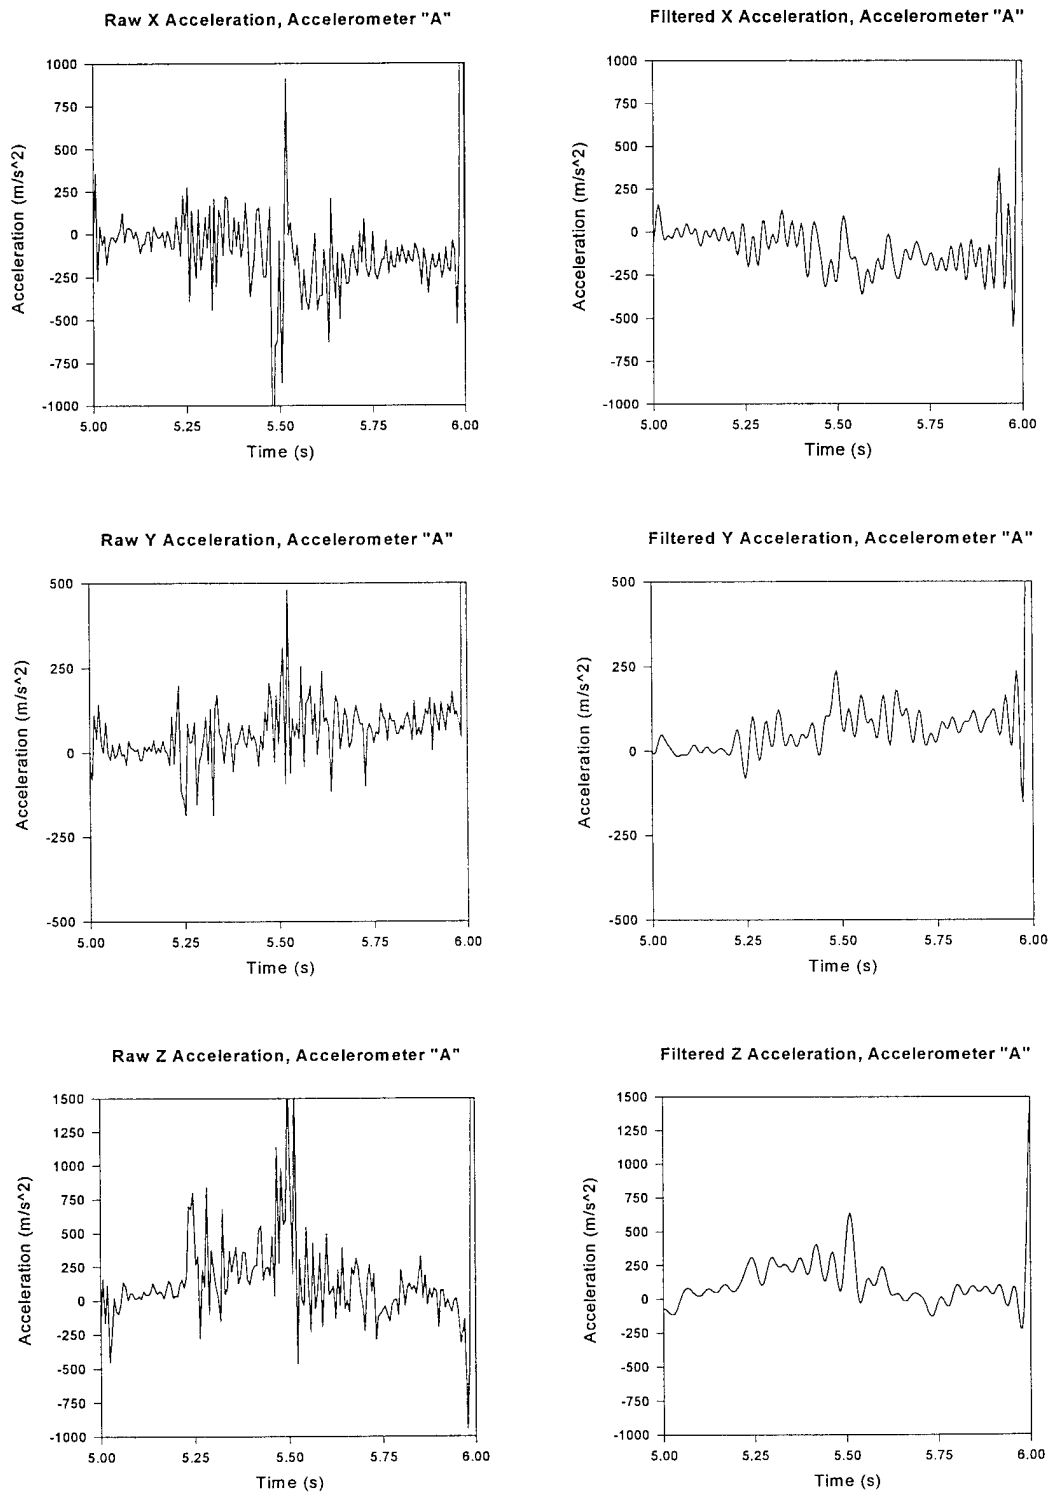 Raw X Acceleration, Accelerometer "A"
1000
750
500
250
0
-250
-500
-750
-1000
Acceleration (m/s^2)
5.00 5.25 5.50 5.75 6.00
Time (s)
Filtered X Acceleration, Accelerometer "A"
1000
750
500
250
0
-250
-500
-750
-1000
Acceleration (m/s^2)
5.00 5.25 5.50 5.75 6.00
Time (s)
Raw Y Acceleration, Accelerometer "A"
500
250
0
-250
-500
Acceleration (m/s^2)
5.00 5.25 5.50 5.75 6.00
Time (s)
Filtered Y Acceleration, Accelerometer "A"
500
250
0
-250
-500
Acceleration (m/s^2)
5.00 5.25 5.50 5.75 6.00
Time (s)
Raw Z Acceleration, Accelerometer "A"
1500
1250
1000
750
500
250
0
-250
-500
-750
-1000
Acceleration (m/s^2)
5.00 5.25 5.50 5.75 6.00
Time (s)
Filtered Z Acceleration, Accelerometer "A"
1500
1250
1000
750
500
250
0
-250
-500
-750
-1000
Acceleration (m/s^2)
5.00 5.25 5.50 5.75 6.00
Time (s)